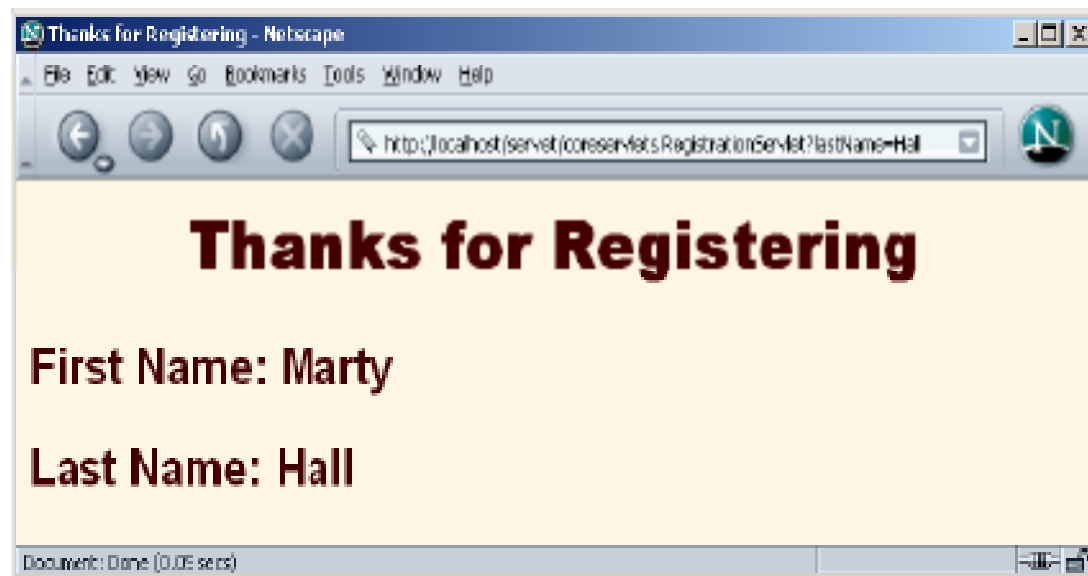 Thanks for Registering - Netscape
File Edit View Go Bookmarks Tools Window Help
http://localhost/servlet/coreservlets.RegistrationServlet?lastName=Hall
N
Thanks for Registering
First Name: Marty
Last Name: Hall
Document: Done (0.05 secs)